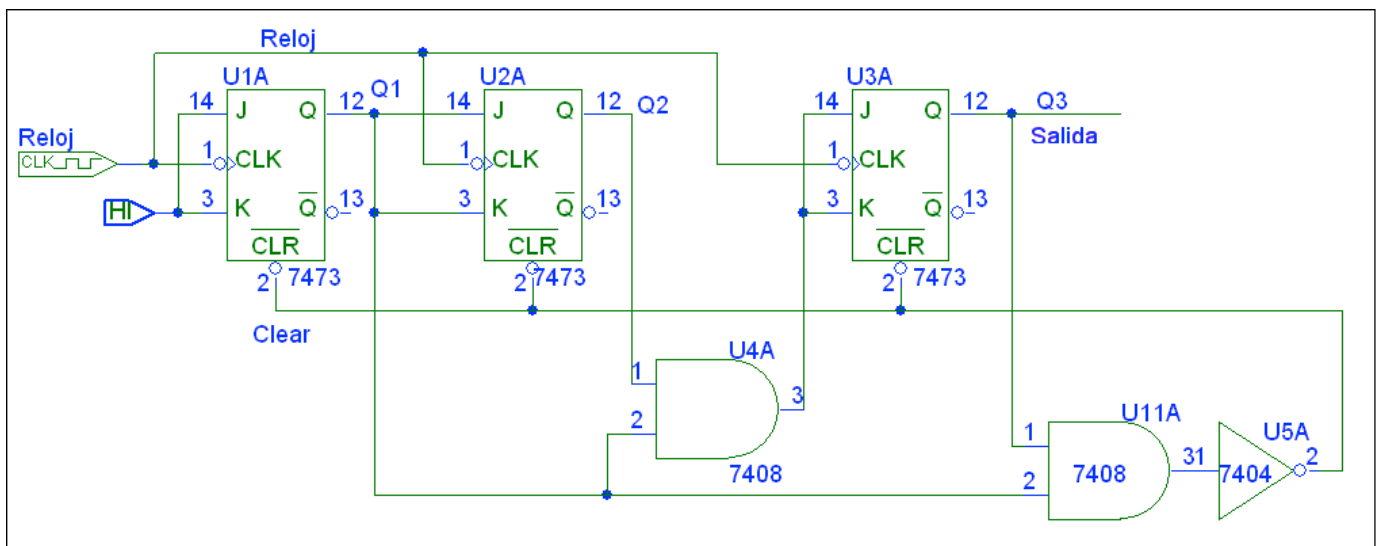 Reloj
U1A U2A U3A
14 J Q 12 Q1 14 J Q 12 Q2 14 J Q 12 Q3
Salida
Reloj
CLK 1 CLK 1 CLK 1 CLK
HI 3 K Q 13 3 K Q 13 3 K Q 13
CLR CLR CLR
2 7473 2 7473 2 7473
Clear
U4A
1
2 3
7408
U11A U5A
1
2 7408 31 7404 2